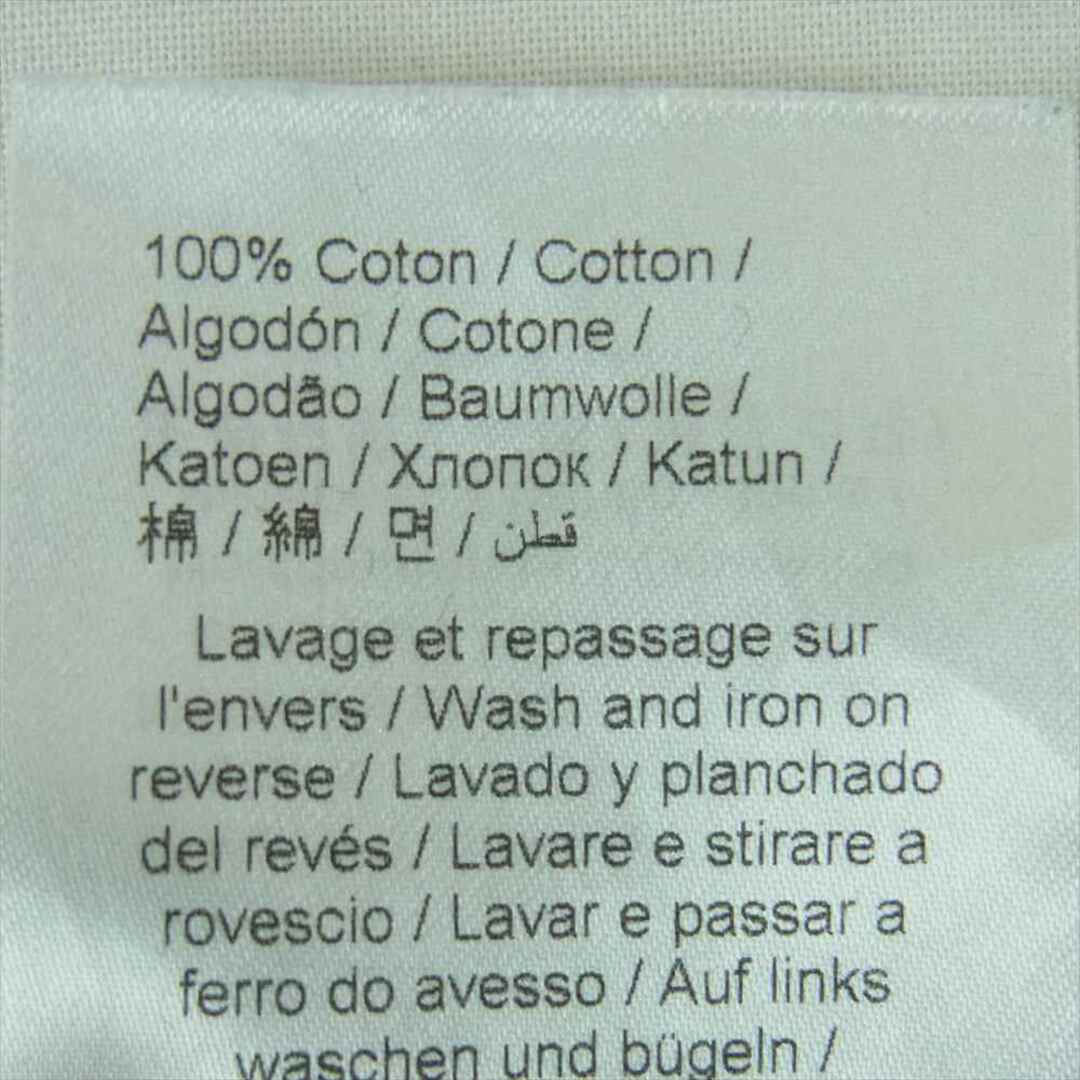 100% Coton / Cotton /
Algodón / Cotone /
Algodão / Baumwolle /
Katoen / Хлопок / Katun /
棉 / 綿 / 면 / قطن
Lavage et repassage sur
l'envers / Wash and iron on
reverse / Lavado y planchado
del revés / Lavare e stirare a
rovescio / Lavar e passar a
ferro do avesso / Auf links
waschen und bügeln /